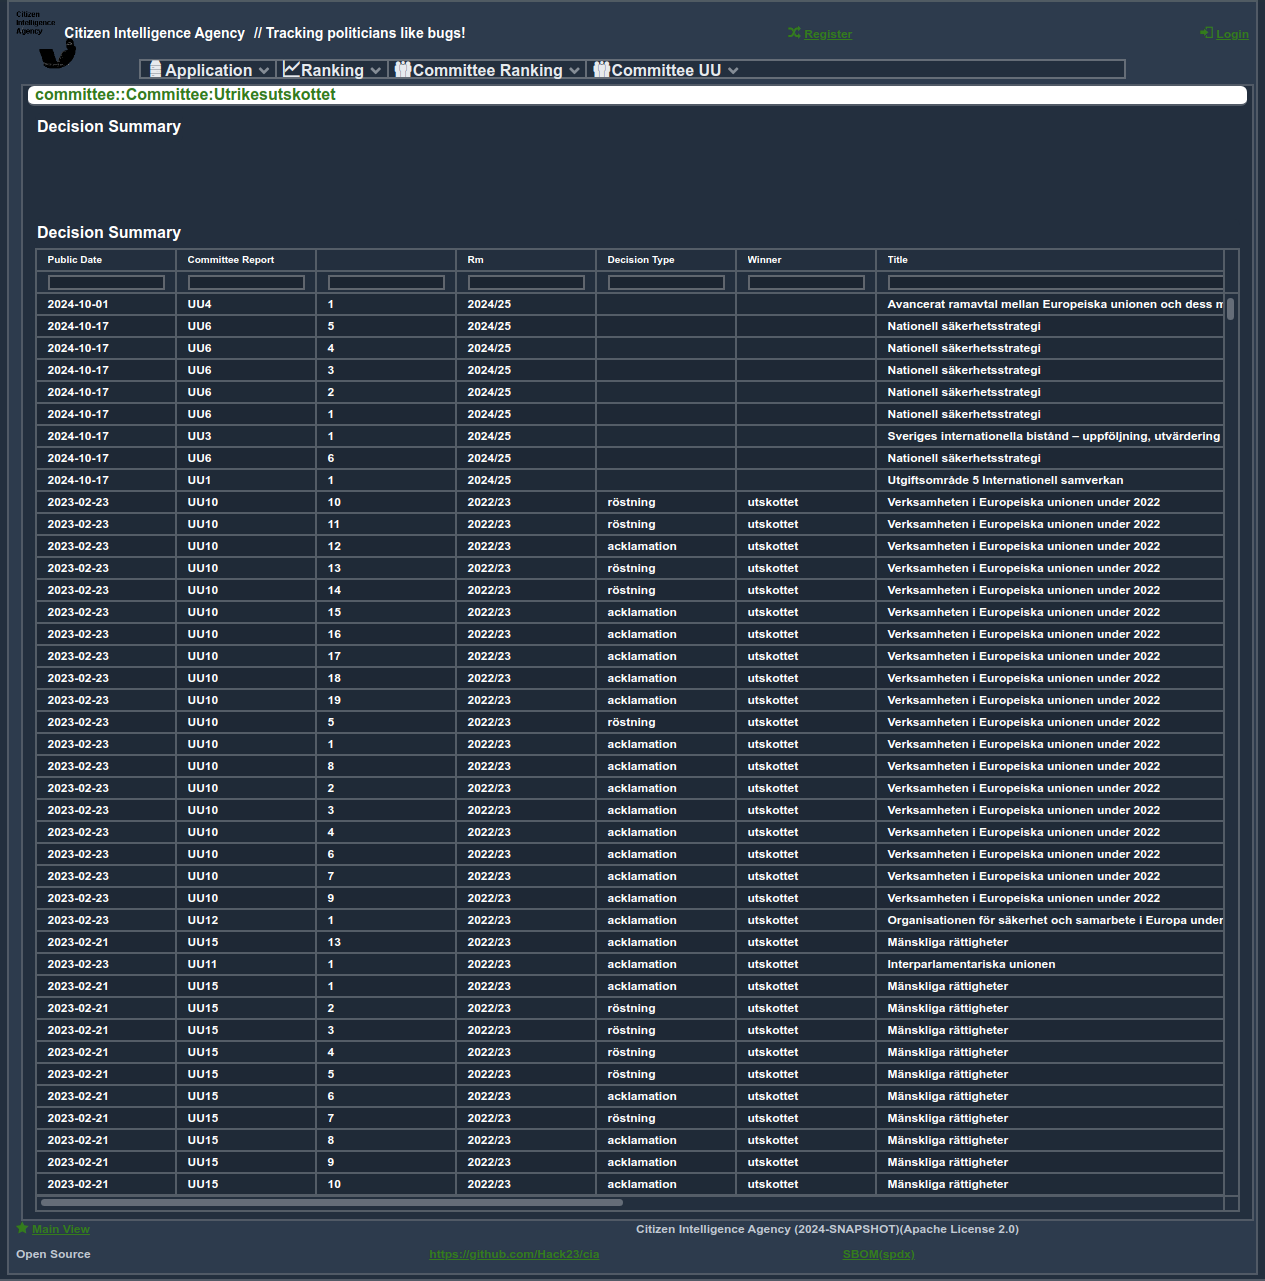 Citizen
Intelligence
Agency
Citizen Intelligence Agency // Tracking politicians like bugs!
Register
Login
Application Ranking Committee Ranking Committee UU
committee::Committee:Utrikesutskottet
Decision Summary
Decision Summary
Public Date Committee Report Rm Decision Type Winner Title
2024-10-01 UU4 1 2024/25 Avancerat ramavtal mellan Europeiska unionen och dess m
2024-10-17 UU6 5 2024/25 Nationell säkerhetsstrategi
2024-10-17 UU6 4 2024/25 Nationell säkerhetsstrategi
2024-10-17 UU6 3 2024/25 Nationell säkerhetsstrategi
2024-10-17 UU6 2 2024/25 Nationell säkerhetsstrategi
2024-10-17 UU6 1 2024/25 Nationell säkerhetsstrategi
2024-10-17 UU3 1 2024/25 Sveriges internationella bistånd – uppföljning, utvärdering
2024-10-17 UU6 6 2024/25 Nationell säkerhetsstrategi
2024-10-17 UU1 1 2024/25 Utgiftsområde 5 Internationell samverkan
2023-02-23 UU10 10 2022/23 röstning utskottet Verksamheten i Europeiska unionen under 2022
2023-02-23 UU10 11 2022/23 röstning utskottet Verksamheten i Europeiska unionen under 2022
2023-02-23 UU10 12 2022/23 acklamation utskottet Verksamheten i Europeiska unionen under 2022
2023-02-23 UU10 13 2022/23 röstning utskottet Verksamheten i Europeiska unionen under 2022
2023-02-23 UU10 14 2022/23 röstning utskottet Verksamheten i Europeiska unionen under 2022
2023-02-23 UU10 15 2022/23 acklamation utskottet Verksamheten i Europeiska unionen under 2022
2023-02-23 UU10 16 2022/23 acklamation utskottet Verksamheten i Europeiska unionen under 2022
2023-02-23 UU10 17 2022/23 acklamation utskottet Verksamheten i Europeiska unionen under 2022
2023-02-23 UU10 18 2022/23 acklamation utskottet Verksamheten i Europeiska unionen under 2022
2023-02-23 UU10 19 2022/23 acklamation utskottet Verksamheten i Europeiska unionen under 2022
2023-02-23 UU10 5 2022/23 röstning utskottet Verksamheten i Europeiska unionen under 2022
2023-02-23 UU10 1 2022/23 acklamation utskottet Verksamheten i Europeiska unionen under 2022
2023-02-23 UU10 8 2022/23 acklamation utskottet Verksamheten i Europeiska unionen under 2022
2023-02-23 UU10 2 2022/23 acklamation utskottet Verksamheten i Europeiska unionen under 2022
2023-02-23 UU10 3 2022/23 acklamation utskottet Verksamheten i Europeiska unionen under 2022
2023-02-23 UU10 4 2022/23 acklamation utskottet Verksamheten i Europeiska unionen under 2022
2023-02-23 UU10 6 2022/23 acklamation utskottet Verksamheten i Europeiska unionen under 2022
2023-02-23 UU10 7 2022/23 acklamation utskottet Verksamheten i Europeiska unionen under 2022
2023-02-23 UU10 9 2022/23 acklamation utskottet Verksamheten i Europeiska unionen under 2022
2023-02-23 UU12 1 2022/23 acklamation utskottet Organisationen för säkerhet och samarbete i Europa under
2023-02-21 UU15 13 2022/23 acklamation utskottet Mänskliga rättigheter
2023-02-23 UU11 1 2022/23 acklamation utskottet Interparlamentariska unionen
2023-02-21 UU15 1 2022/23 acklamation utskottet Mänskliga rättigheter
2023-02-21 UU15 2 2022/23 röstning utskottet Mänskliga rättigheter
2023-02-21 UU15 3 2022/23 röstning utskottet Mänskliga rättigheter
2023-02-21 UU15 4 2022/23 röstning utskottet Mänskliga rättigheter
2023-02-21 UU15 5 2022/23 röstning utskottet Mänskliga rättigheter
2023-02-21 UU15 6 2022/23 acklamation utskottet Mänskliga rättigheter
2023-02-21 UU15 7 2022/23 röstning utskottet Mänskliga rättigheter
2023-02-21 UU15 8 2022/23 acklamation utskottet Mänskliga rättigheter
2023-02-21 UU15 9 2022/23 acklamation utskottet Mänskliga rättigheter
2023-02-21 UU15 10 2022/23 acklamation utskottet Mänskliga rättigheter
Main View Citizen Intelligence Agency (2024-SNAPSHOT)(Apache License 2.0)
Open Source https://github.com/Hack23/cia SBOM(spdx)